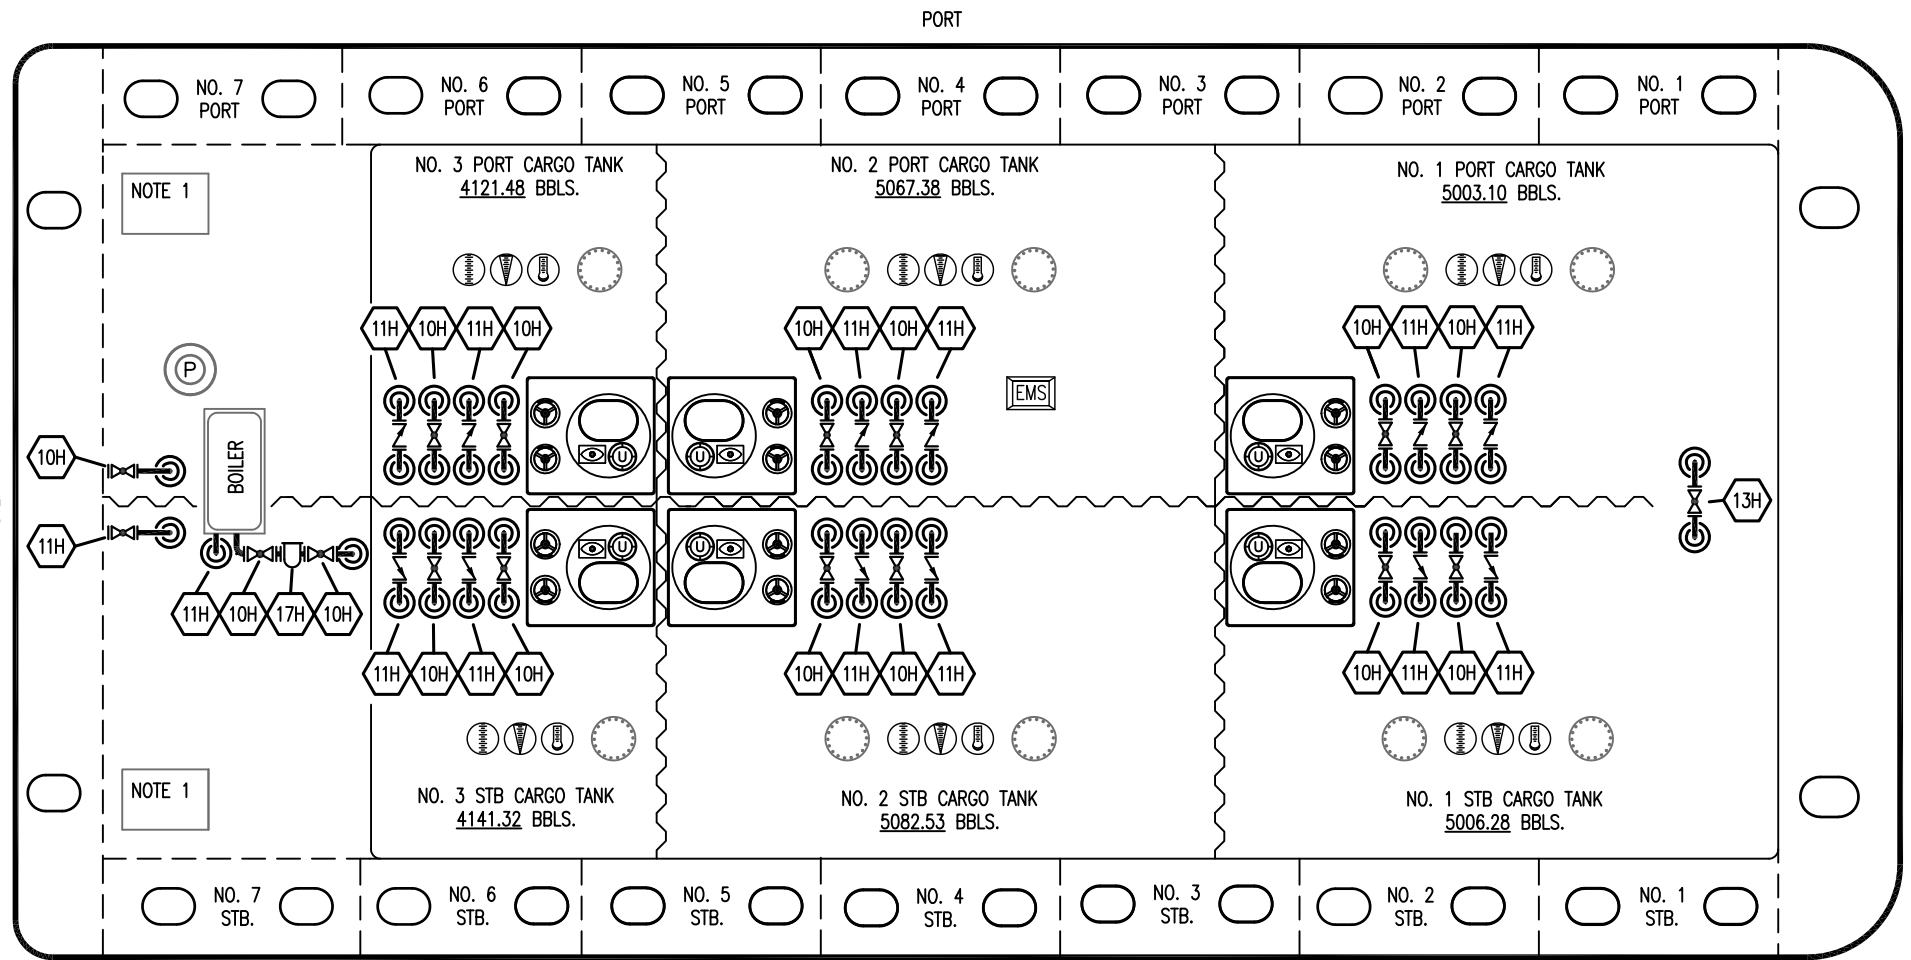 PORT
NO. 7
PORT
NO. 6
PORT
NO. 5
PORT
NO. 4
PORT
NO. 3
PORT
NO. 2
PORT
NO. 1
PORT
NOTE 1
NO. 3 PORT CARGO TANK
4121.48 BBLS.
NO. 2 PORT CARGO TANK
5067.38 BBLS.
NO. 1 PORT CARGO TANK
5003.10 BBLS.
11H 10H 11H 10H
10H 11H 10H 11H
10H 11H 10H 11H
P
EMS
BOILER
U
U
U
10H
13H
11H
U
U
U
11H 10H 17H 10H
11H 10H 11H 10H
10H 11H 10H 11H
10H 11H 10H 11H
NOTE 1
NO. 3 STB CARGO TANK
4141.32 BBLS.
NO. 2 STB CARGO TANK
5082.53 BBLS.
NO. 1 STB CARGO TANK
5006.28 BBLS.
NO. 7
STB.
NO. 6
STB.
NO. 5
STB.
NO. 4
STB.
NO. 3
STB.
NO. 2
STB.
NO. 1
STB.